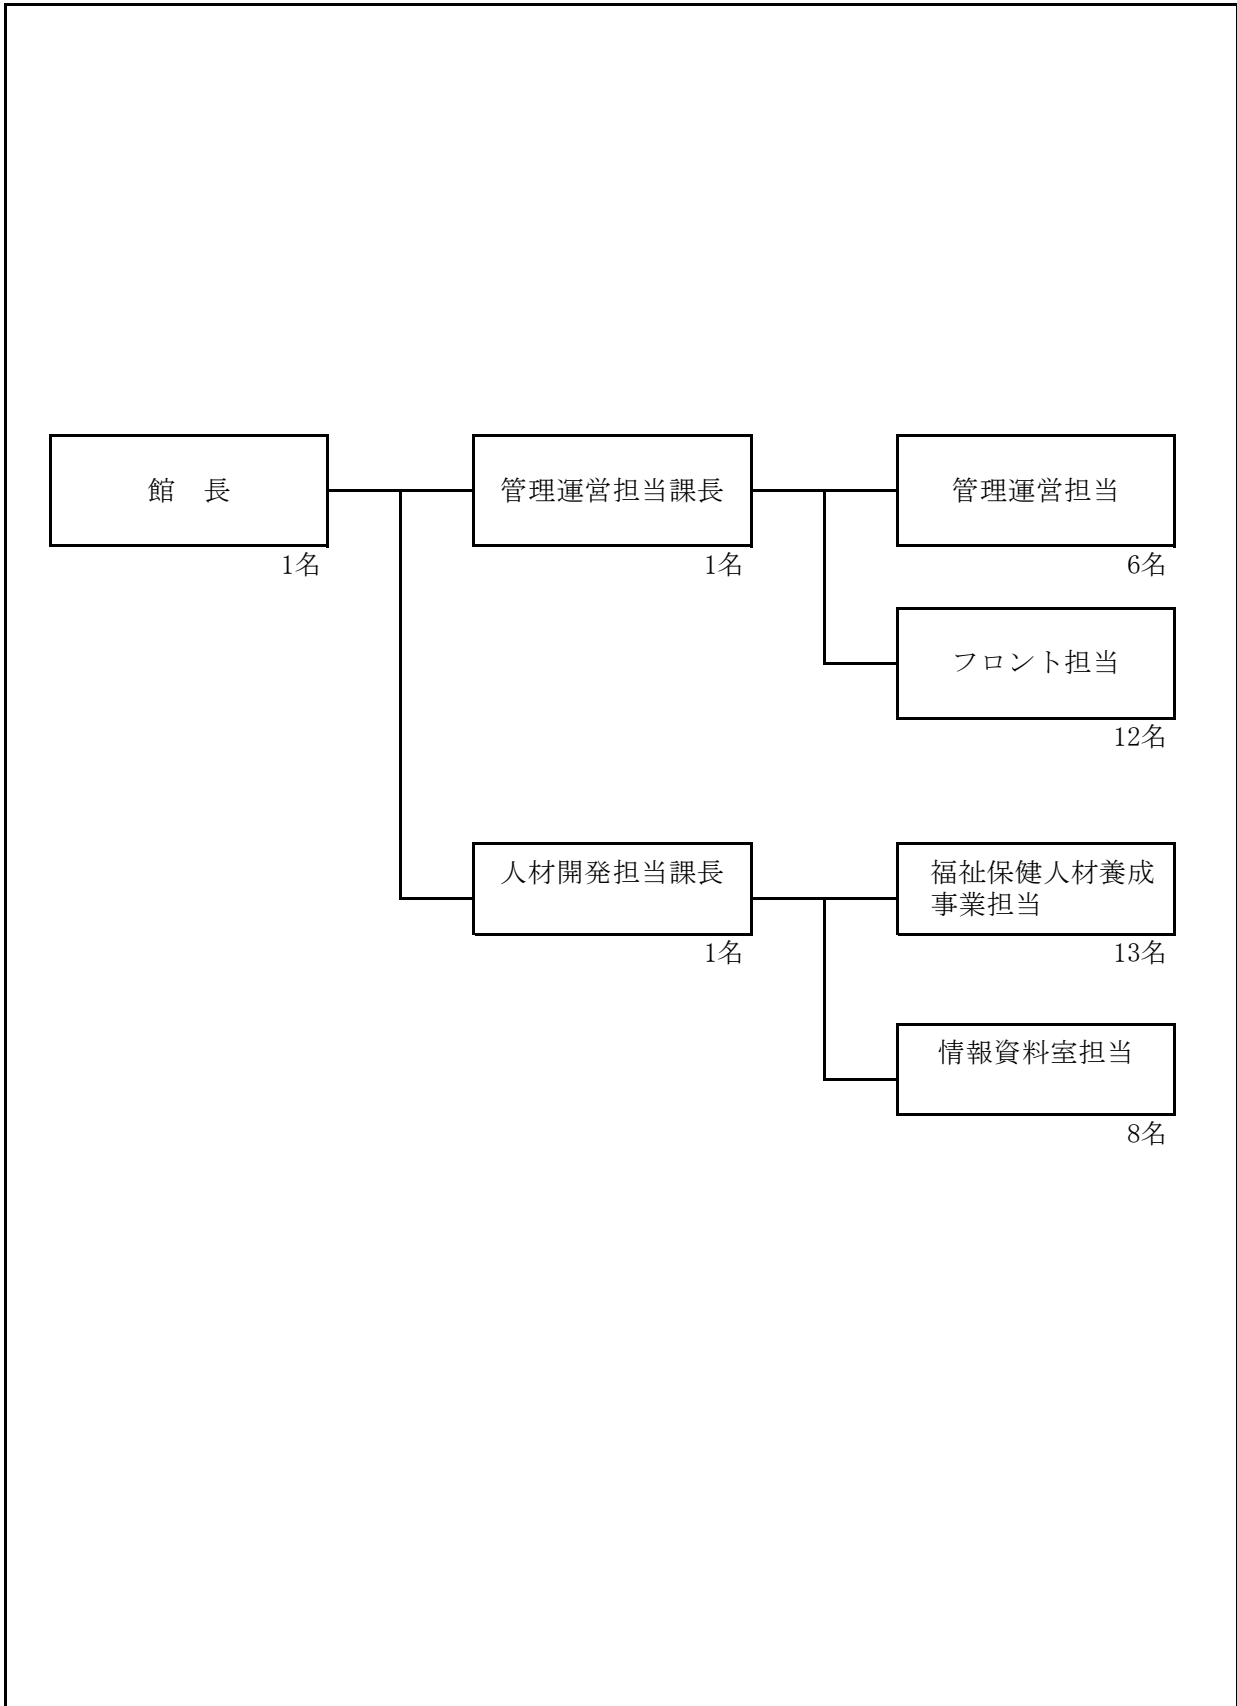 館　長
1名
管理運営担当課長
1名
管理運営担当
6名
フロント担当
12名
人材開発担当課長
1名
福祉保健人材養成
事業担当
13名
情報資料室担当
8名